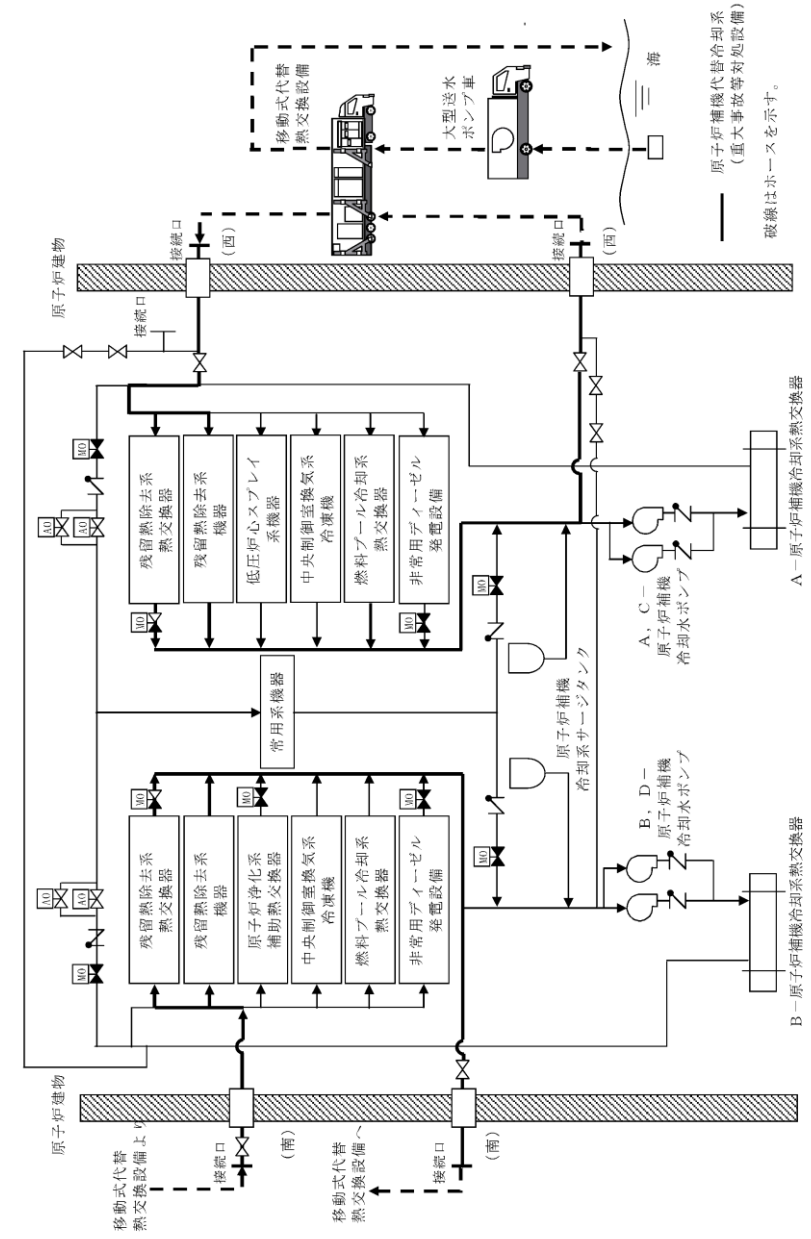 原子炉建物
移動式代替
熱交換設備より
接続口
(南)
移動式代替
熱交換設備へ
接続口
(南)
MO
AO
AO
残留熱除去系
熱交換器
MO
残留熱除去系
機器
原子炉浄化系
補助熱交換器
MO
中央制御室換気系
冷凍機
燃料プール冷却系
熱交換器
非常用ディーゼル
発電設備
MO
MO
B,D-
原子炉補機
冷却水ポンプ
B-原子炉補機冷却系熱交換器
常用系機器
原子炉補機
冷却系サージタンク
AO
AO
MO
残留熱除去系
熱交換器
MO
残留熱除去系
機器
低圧炉心スプレイ
系機器
中央制御室換気系
冷凍機
燃料プール冷却系
熱交換器
非常用ディーゼル
発電設備
MO
MO
A,C-
原子炉補機
冷却水ポンプ
A-原子炉補機冷却系熱交換器
原子炉建物
接続口
接続口
(西)
接続口
(西)
移動式代替
熱交換設備
大型送水
ポンプ車
海
原子炉補機代替冷却系
(重大事故等対処設備)
破線はホースを示す。